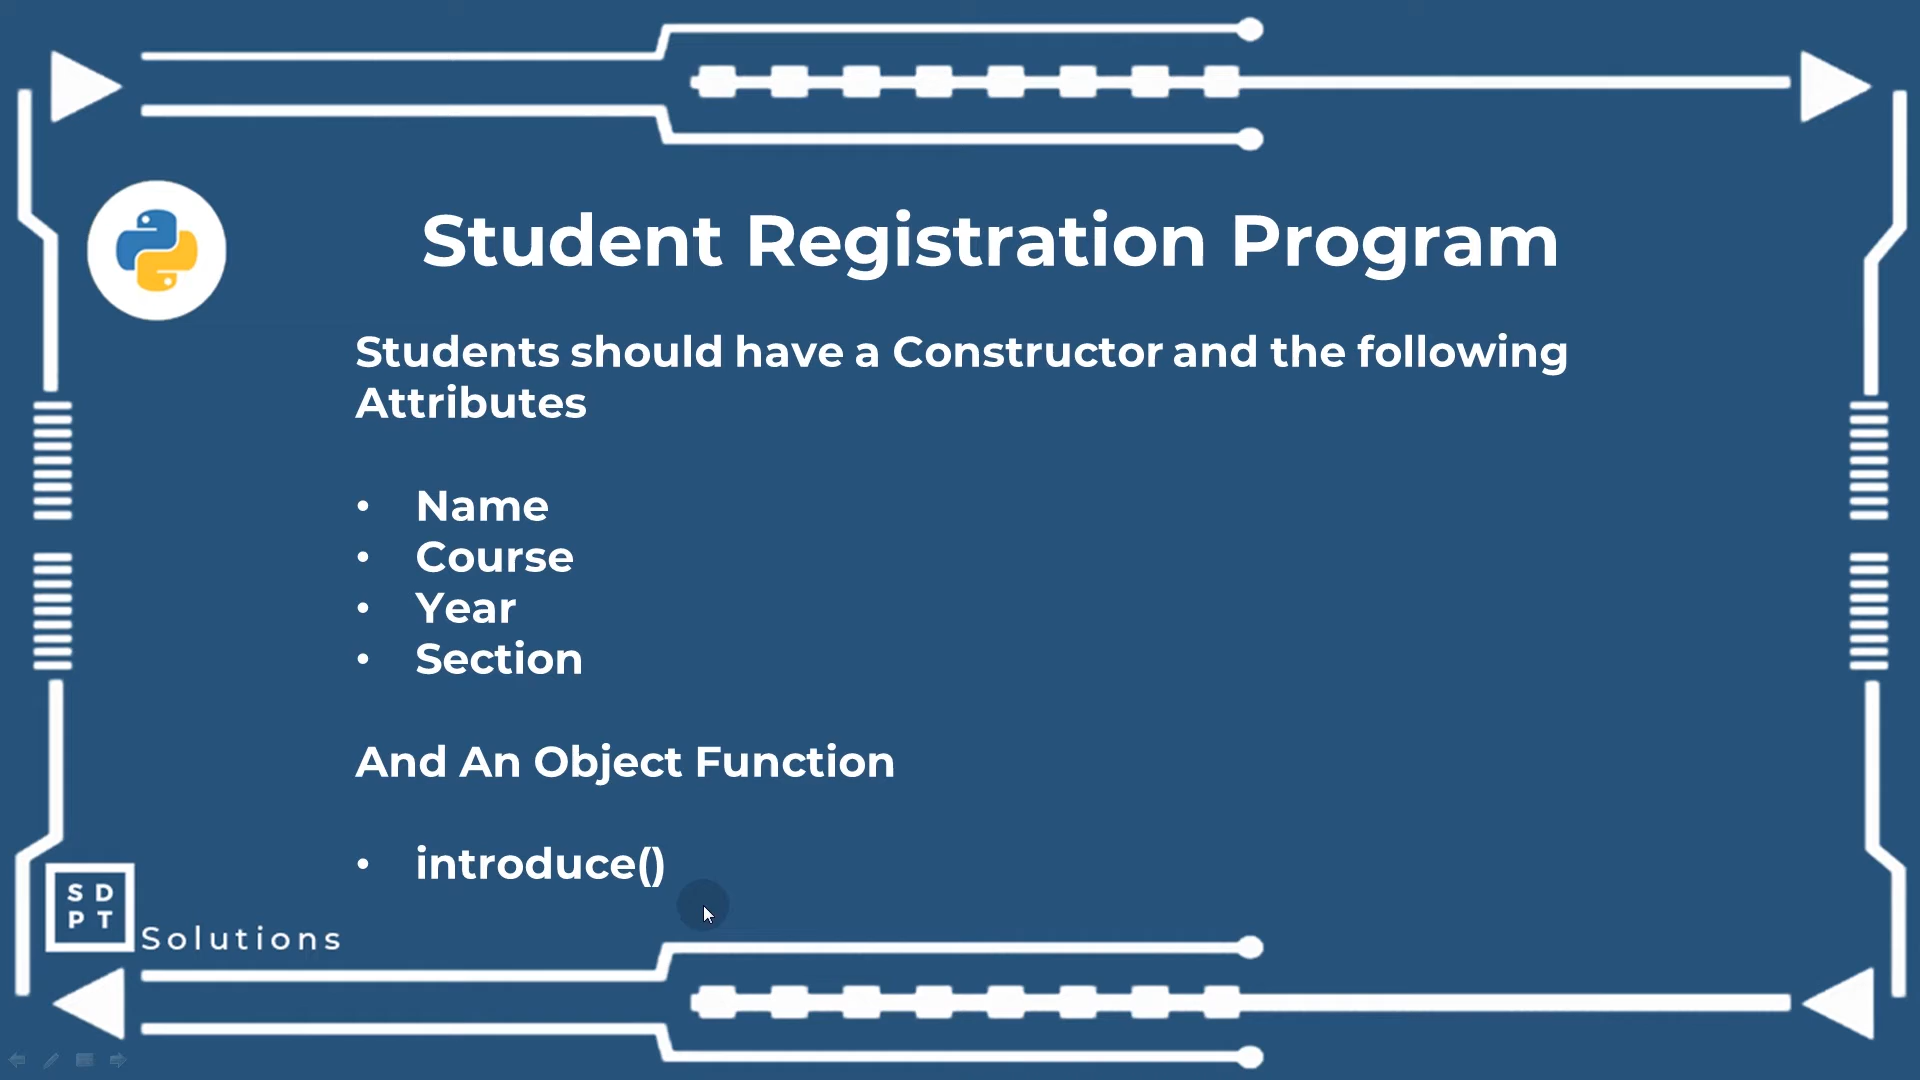 Student Registration Program
Students should have a Constructor and the following
Attributes
• Name
• Course
• Year
• Section
And An Object Function
• introduce()
S D
P T
Solutions